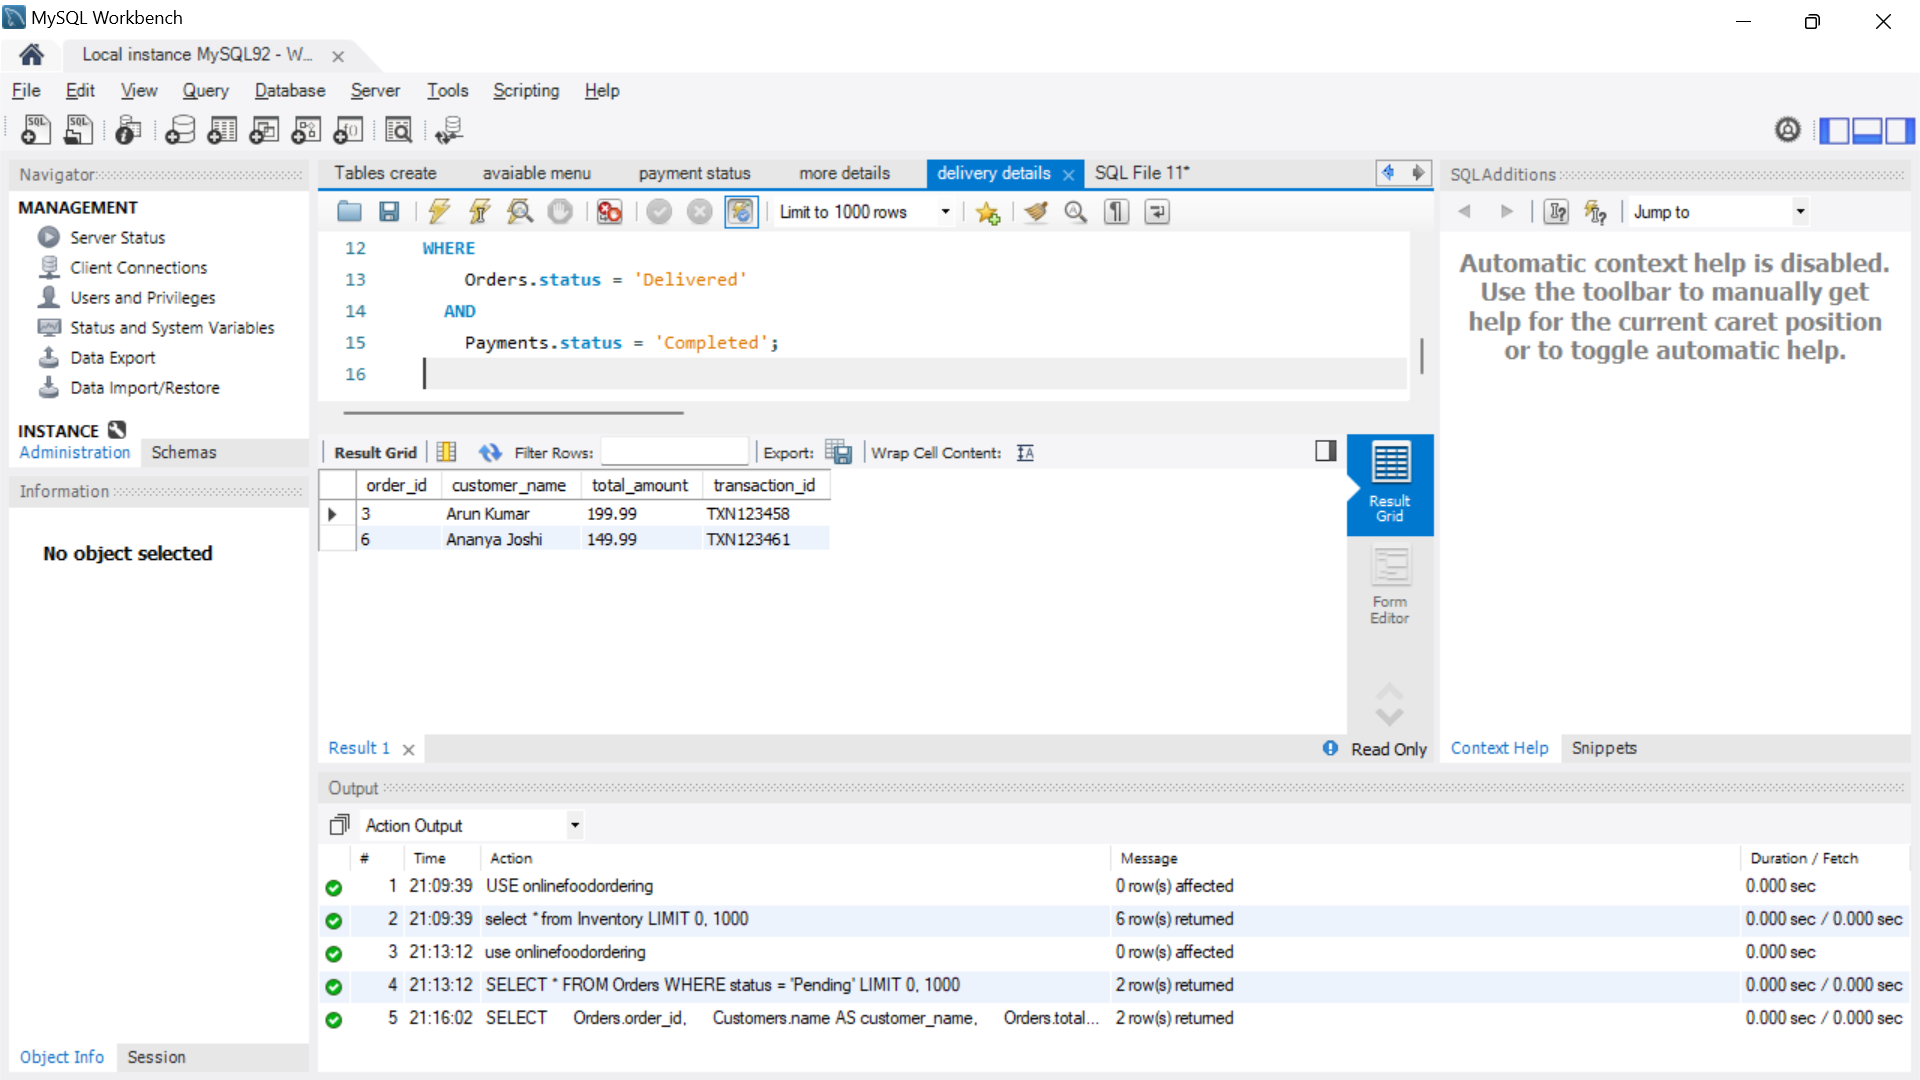 MySQL Workbench
Local instance MySQL92 - W...
File Edit View Query Database Server Tools Scripting Help
Navigator
MANAGEMENT
Server Status
Client Connections
Users and Privileges
Status and System Variables
Data Export
Data Import/Restore
INSTANCE
Administration Schemas
Information
No object selected
Object Info Session
Tables create avaiable menu payment status more details delivery details SQL File 11*
Limit to 1000 rows
12 WHERE
13 Orders.status = 'Delivered'
14 AND
15 Payments.status = 'Completed';
16
Result Grid Filter Rows: Export: Wrap Cell Content:
order_id customer_name total_amount transaction_id
3 Arun Kumar 199.99 TXN123458
6 Ananya Joshi 149.99 TXN123461
Result
Grid
Form
Editor
Result 1 Read Only
SQLAdditions
Jump to
Automatic context help is disabled.
Use the toolbar to manually get
help for the current caret position
or to toggle automatic help.
Context Help Snippets
Output
Action Output
# Time Action Message Duration / Fetch
1 21:09:39 USE onlinefoodordering 0 row(s) affected 0.000 sec
2 21:09:39 select * from Inventory LIMIT 0, 1000 6 row(s) returned 0.000 sec / 0.000 sec
3 21:13:12 use onlinefoodordering 0 row(s) affected 0.000 sec
4 21:13:12 SELECT * FROM Orders WHERE status = 'Pending' LIMIT 0, 1000 2 row(s) returned 0.000 sec / 0.000 sec
5 21:16:02 SELECT Orders.order_id, Customers.name AS customer_name, Orders.total... 2 row(s) returned 0.000 sec / 0.000 sec